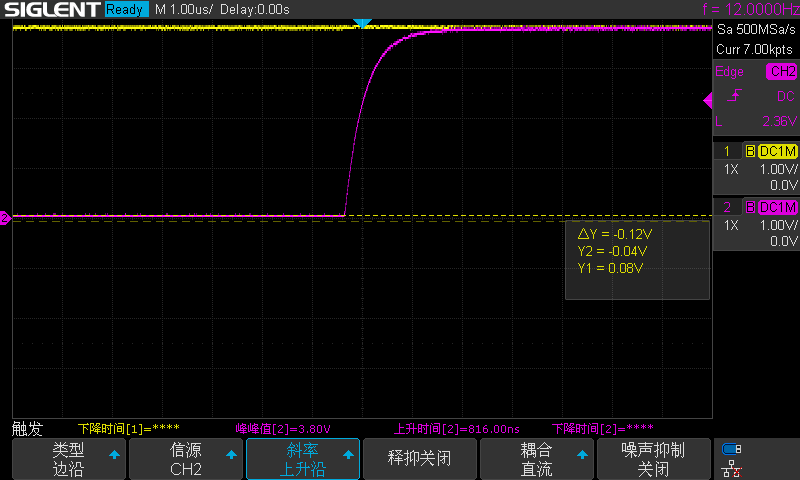 SIGLENT Ready M 1.00us/ Delay:0.00s f = 12.0000Hz
Sa 500MSa/s
Curr 7.00kpts
Edge CH2
DC
L 2.36V
1 B DC1M
1X 1.00V/
0.0V
2 B DC1M
1X 1.00V/
0.0V
2
△Y = -0.12V
Y2 = -0.04V
Y1 = 0.08V
触发 下降时间[1]=**** 峰峰值[2]=3.80V 上升时间[2]=816.00ns 下降时间[2]=****
类型
边沿
信源
CH2
斜率
上升沿
释抑关闭
耦合
直流
噪声抑制
关闭